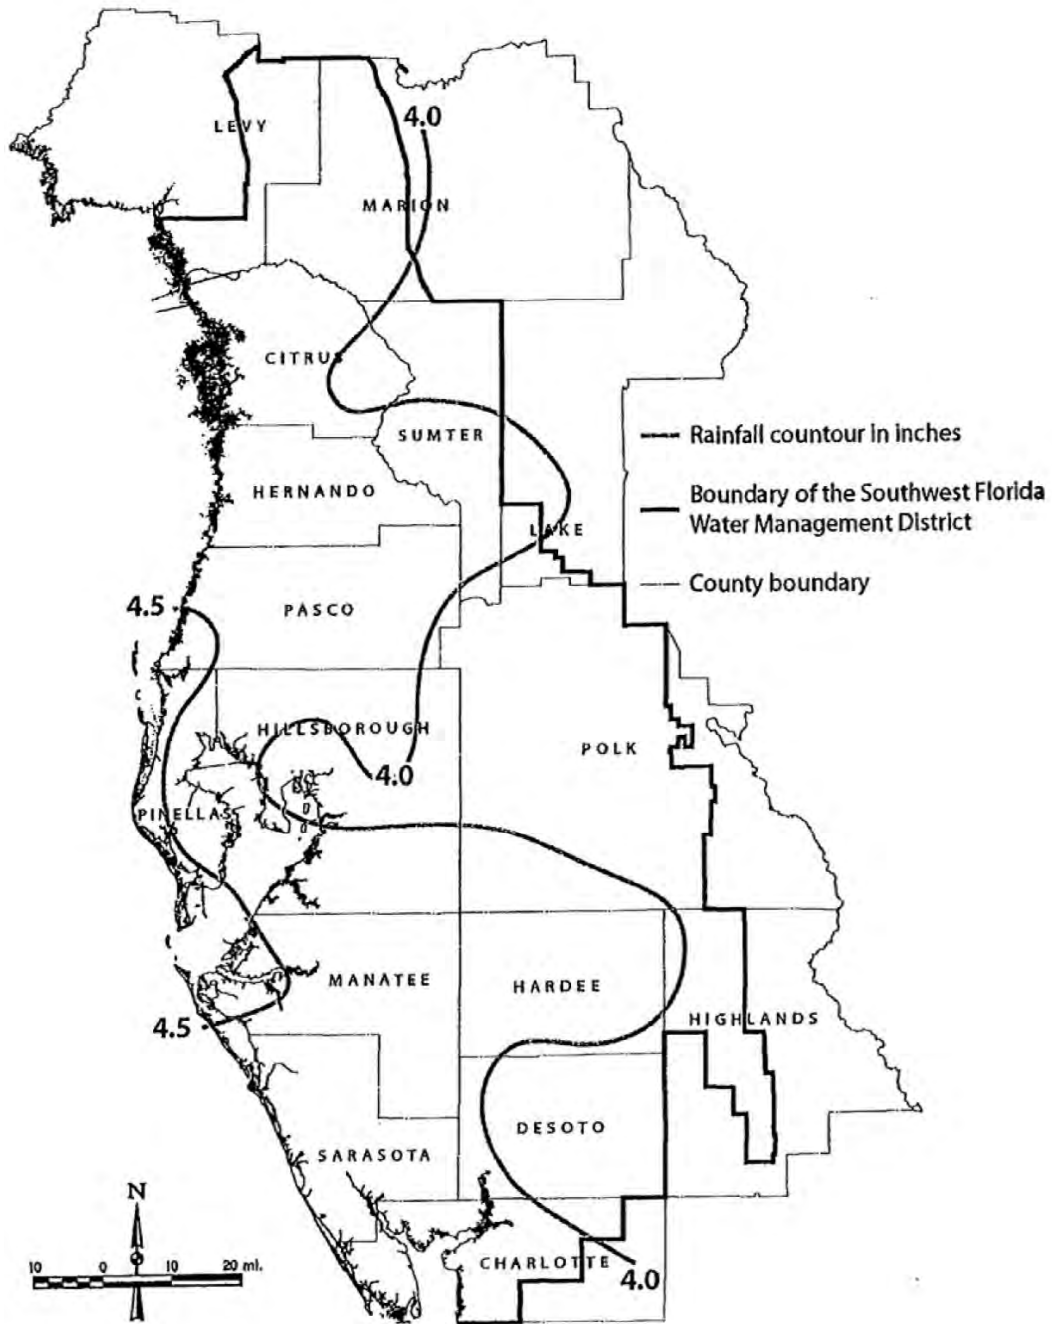 4.0
LEVY
MARION
CITRUS
SUMTER
Rainfall countour in inches
HERNANDO
Boundary of the Southwest Florida
Water Management District
LAKE
County boundary
4.5
PASCO
HILLSBOROUGH
POLK
4.0
PINELLAS
MANATEE
HARDEE
HIGHLANDS
4.5
DESOTO
SARASOTA
N
CHARLOTTE
4.0
10 0 10 20 mi.